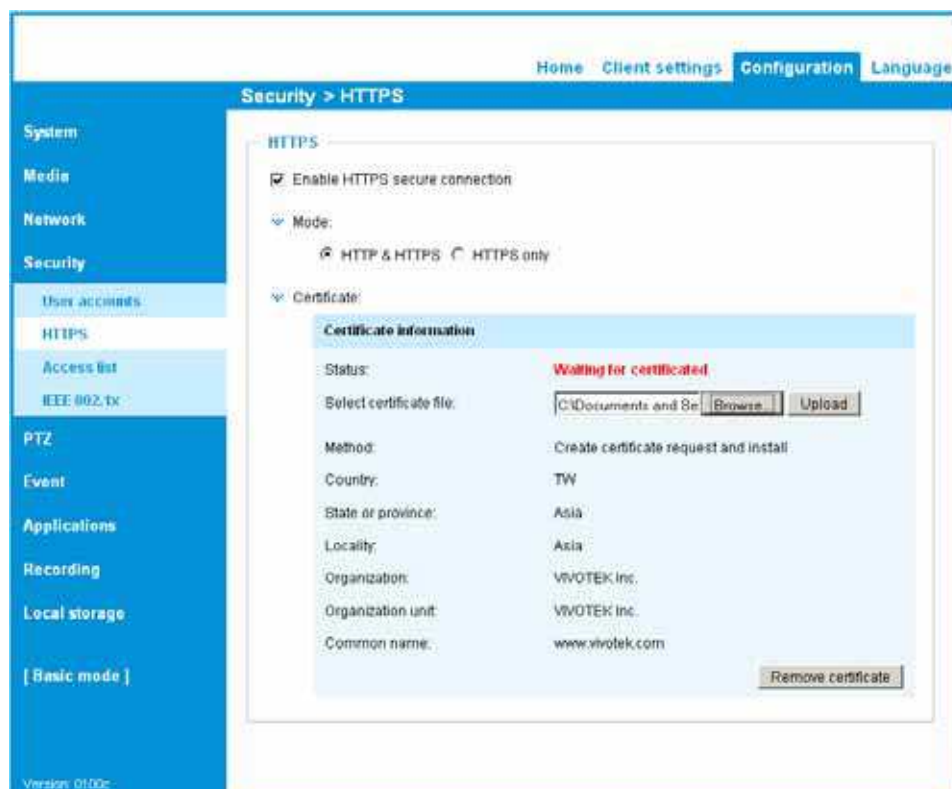 Home Client settings Configuration Language
Security > HTTPS
System
Media
Network
Security
User accounts
HTTPS
Access list
IEEE 802.1x
PTZ
Event
Applications
Recording
Local storage
[ Basic mode ]
Version: 0100c
HTTPS
Enable HTTPS secure connection
Mode:
HTTP & HTTPS HTTPS only
Certificate:
Certificate information
Status: Waiting for certificated
Select certificate file: C:\Documents and Se Browse... Upload
Method: Create certificate request and install
Country: TW
State or province: Asia
Locality: Asia
Organization: VIVOTEK Inc.
Organization unit: VIVOTEK Inc.
Common name: www.vivotek.com
Remove certificate